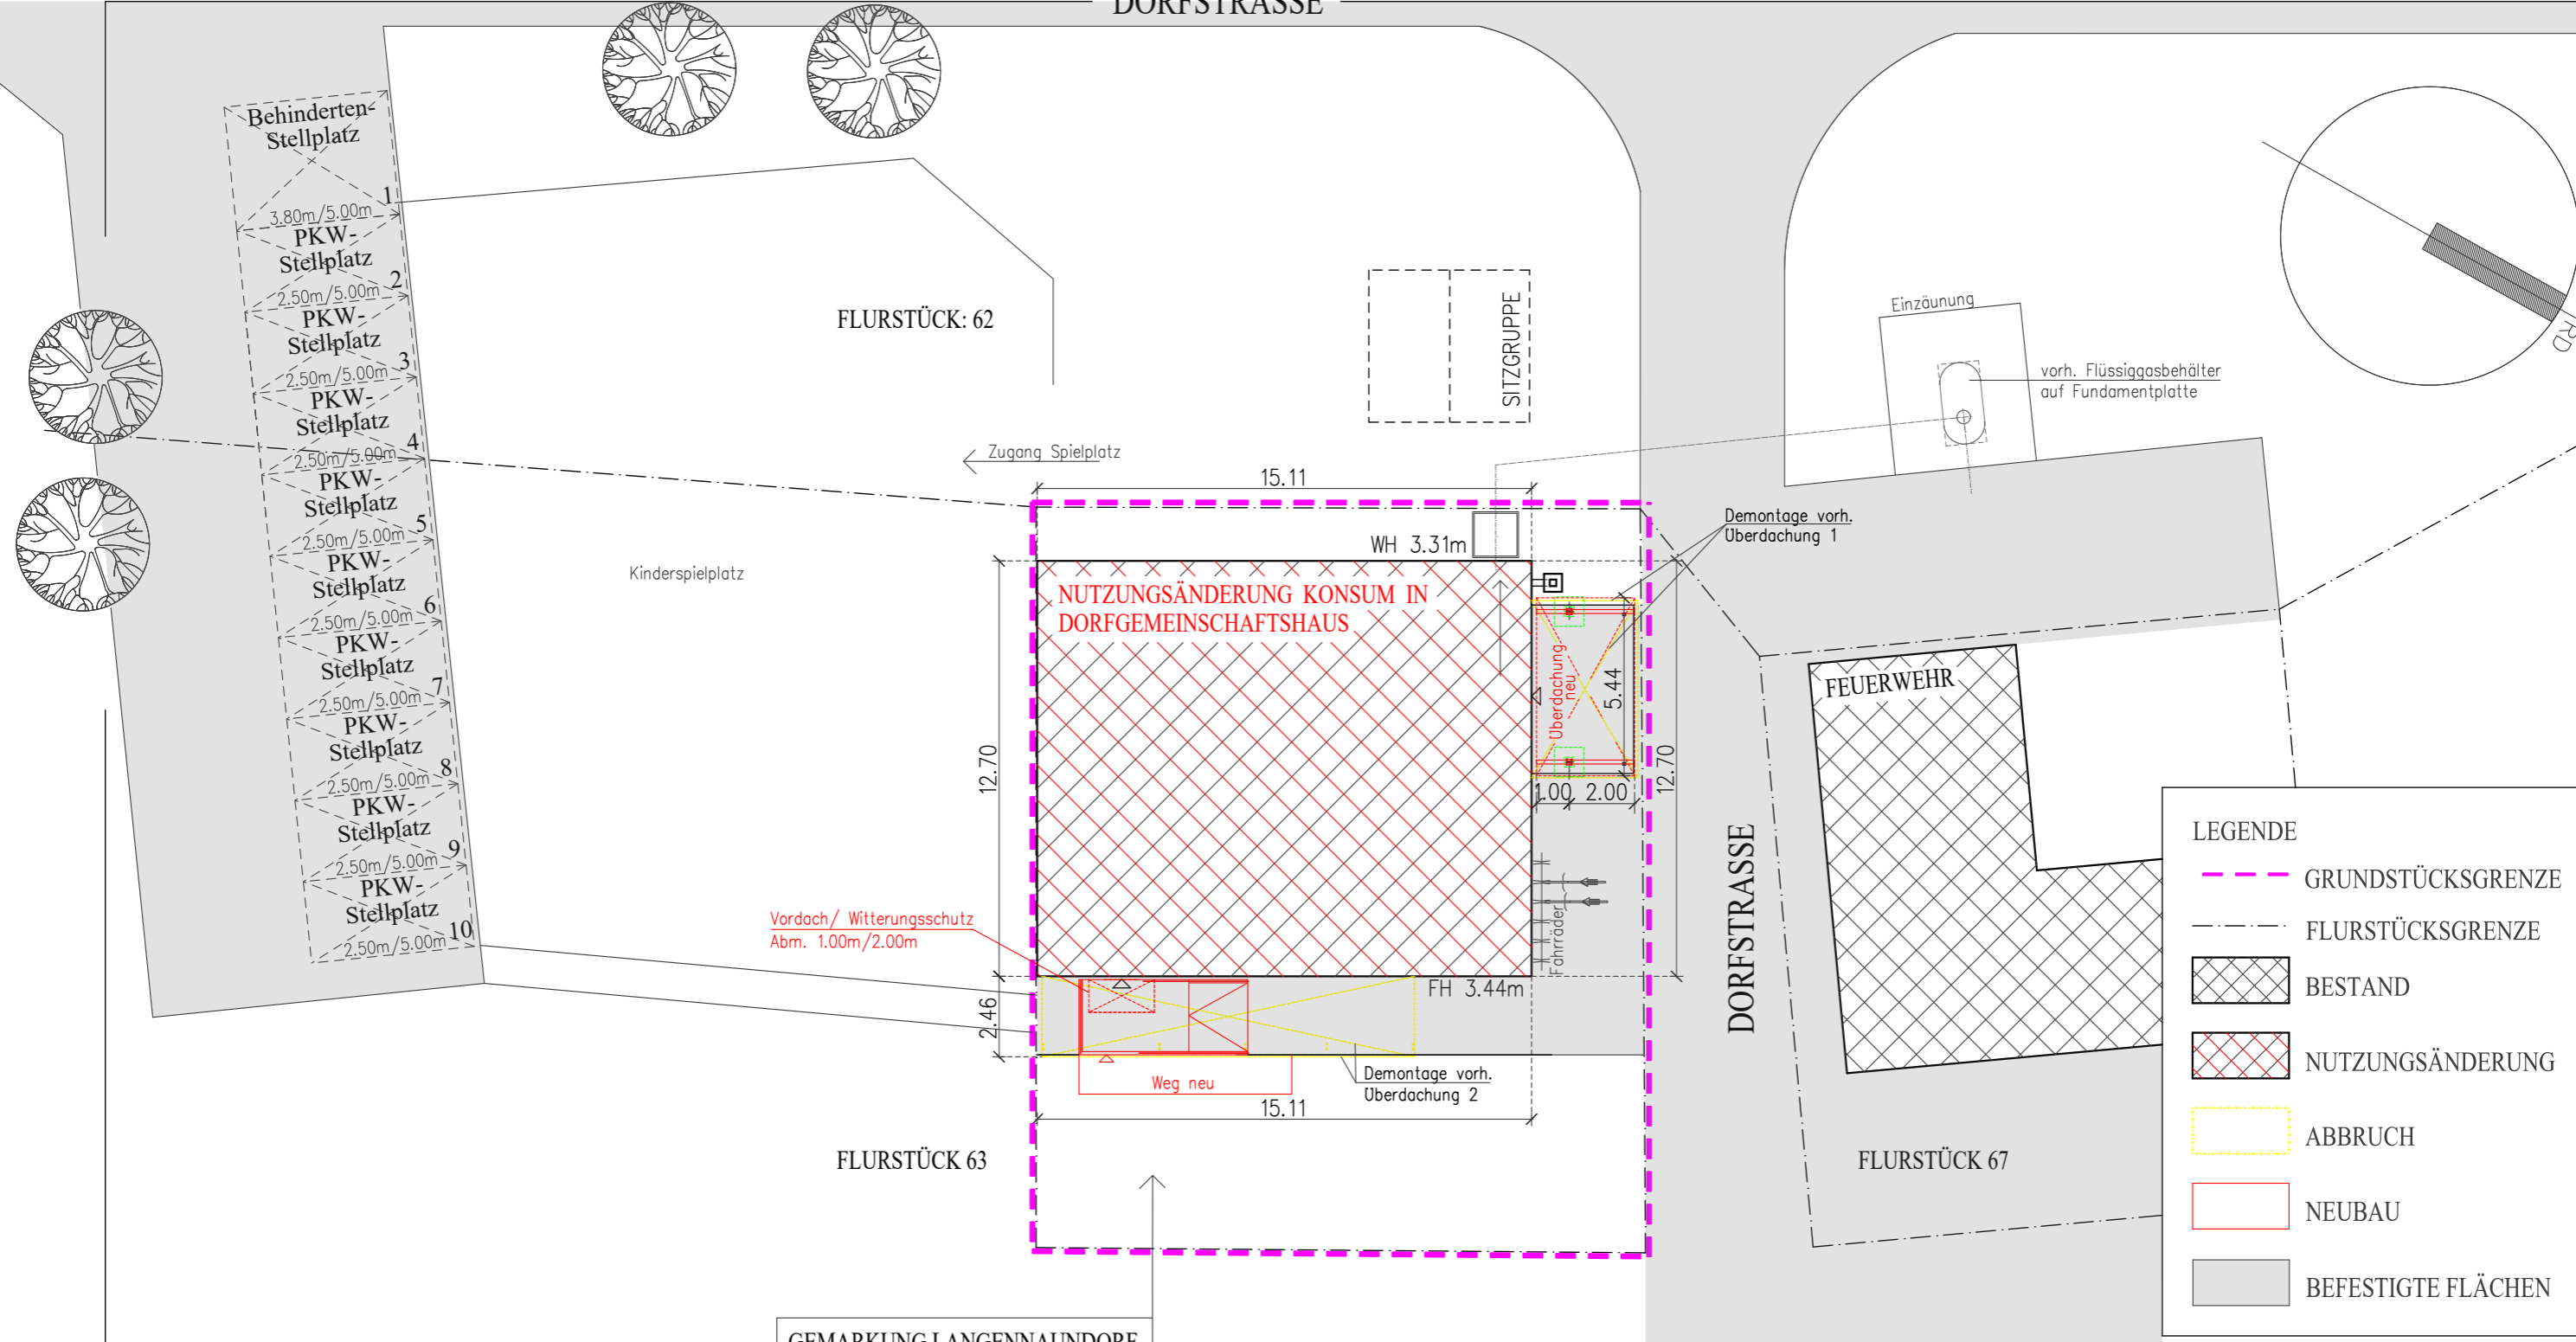 DORFSTRASSE
Behinderten-
Stellplatz
1
3.80m/5.00m
PKW-
Stellplatz
2
2.50m/5.00m
PKW-
Stellplatz
3
2.50m/5.00m
PKW-
Stellplatz
4
2.50m/5.00m
PKW-
Stellplatz
5
2.50m/5.00m
PKW-
Stellplatz
6
2.50m/5.00m
PKW-
Stellplatz
7
2.50m/5.00m
PKW-
Stellplatz
8
2.50m/5.00m
PKW-
Stellplatz
9
2.50m/5.00m
PKW-
Stellplatz
10
2.50m/5.00m
FLURSTÜCK: 62
SITZGRUPPE
Zugang Spielplatz
Kinderspielplatz
15.11
WH 3.31m
NUTZUNGSÄNDERUNG KONSUM IN
DORFGEMEINSCHAFTSHAUS
12.70
2.46
Demontage vorh.
Überdachung 1
Überdachung
neu
5.44
1.00 2.00
12.70
Fahrräder
FH 3.44m
Vordach/ Witterungsschutz
Abm. 1.00m/2.00m
Weg neu
Demontage vorh.
Überdachung 2
15.11
FLURSTÜCK 63
GEMARKUNG LANGENNAUNDORF
DORFSTRASSE
Einzäunung
vorh. Flüssiggasbehälter
auf Fundamentplatte
FEUERWEHR
FLURSTÜCK 67
LEGENDE
GRUNDSTÜCKSGRENZE
FLURSTÜCKSGRENZE
BESTAND
NUTZUNGSÄNDERUNG
ABBRUCH
NEUBAU
BEFESTIGTE FLÄCHEN